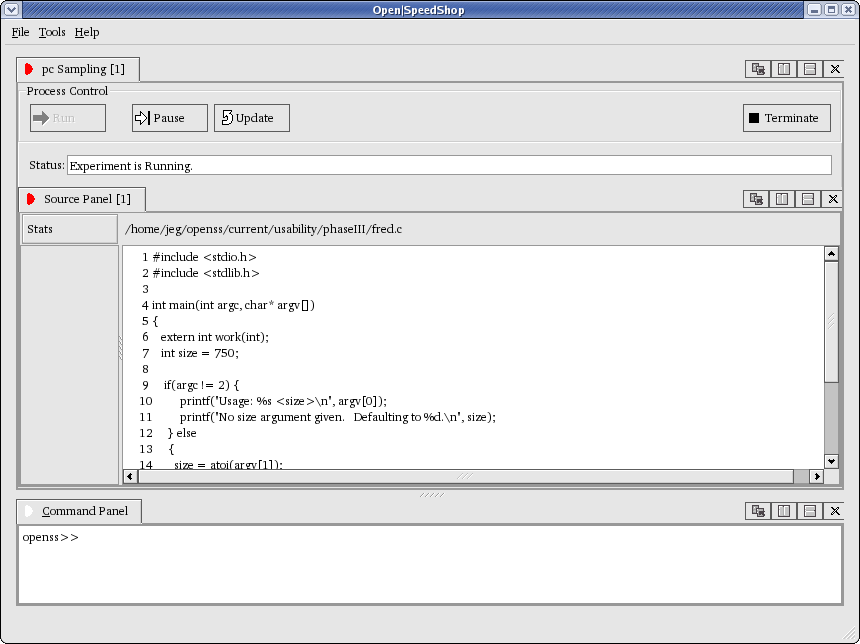 Open|SpeedShop
File Tools Help
pc Sampling [1]
Process Control
Run Pause Update Terminate
Status: Experiment is Running.
Source Panel [1]
Stats /home/jeg/openss/current/usability/phaseIII/fred.c
1 #include <stdio.h>
2 #include <stdlib.h>
3
4 int main(int argc, char* argv[])
5 {
6 extern int work(int);
7 int size = 750;
8
9 if(argc != 2) {
10 printf("Usage: %s <size>\n", argv[0]);
11 printf("No size argument given. Defaulting to %d.\n", size);
12 } else
13 {
14 size = atoi(argv[1]);
Command Panel
openss>>